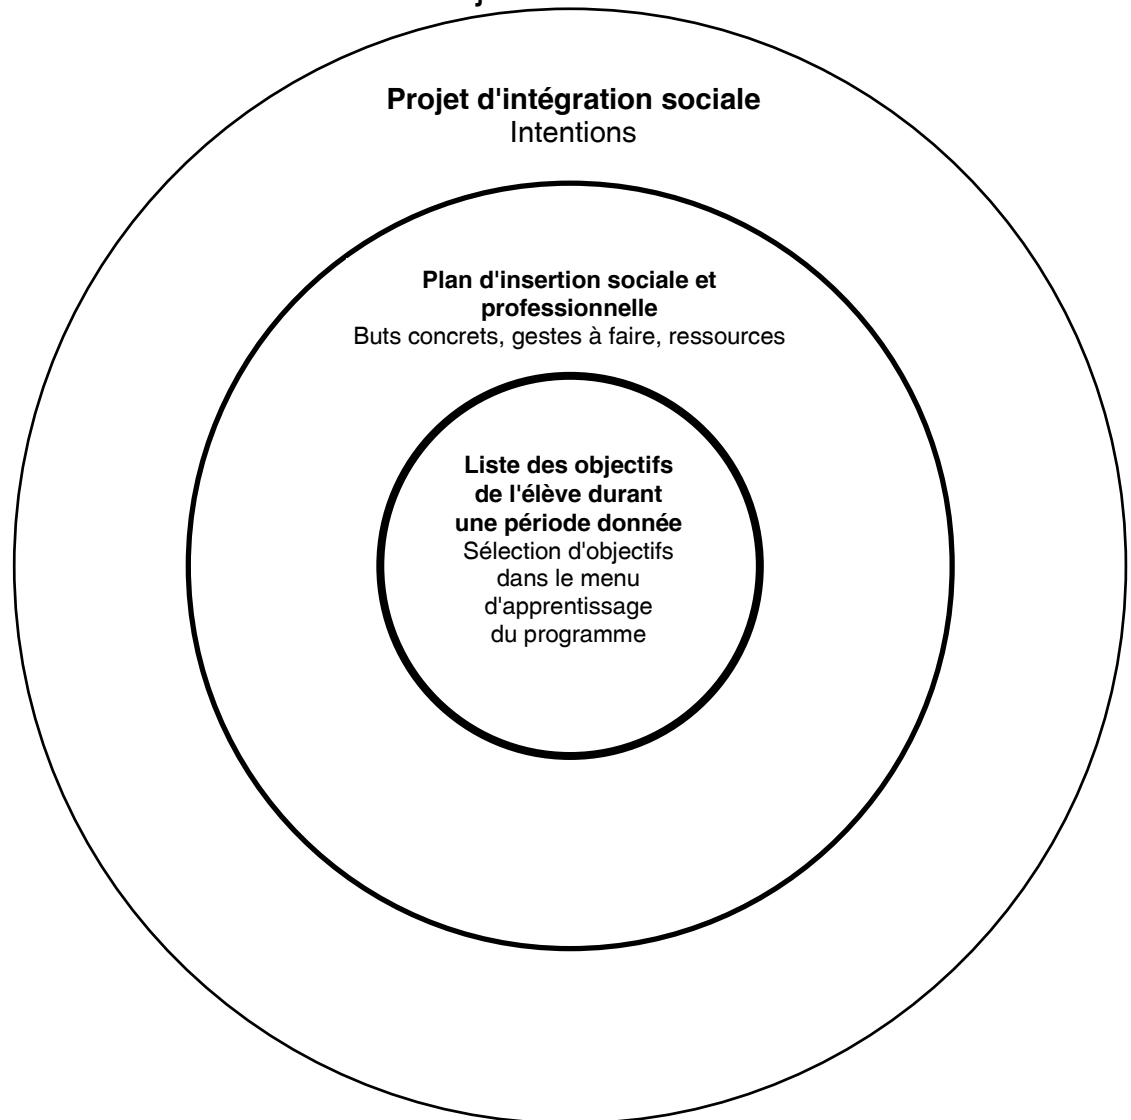 Projet d'intégration sociale
Intentions
Plan d'insertion sociale et
professionnelle
Buts concrets, gestes à faire, ressources
Liste des objectifs
de l'élève durant
une période donnée
Sélection d'objectifs
dans le menu
d'apprentissage
du programme